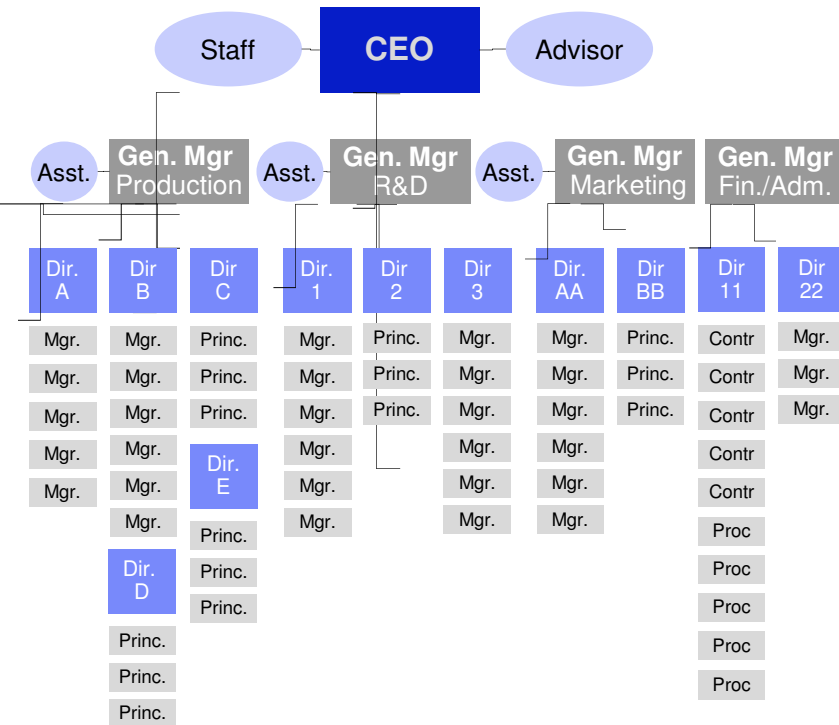 Staff
CEO
Advisor
Asst.
Gen. Mgr
Production
Asst.
Gen. Mgr
R&D
Asst.
Gen. Mgr
Marketing
Gen. Mgr
Fin./Adm.
Dir.
A
Mgr.
Mgr.
Mgr.
Mgr.
Mgr.
Dir
B
Mgr.
Mgr.
Mgr.
Mgr.
Mgr.
Mgr.
Dir.
D
Princ.
Princ.
Princ.
Dir
C
Princ.
Princ.
Princ.
Dir.
E
Princ.
Princ.
Princ.
Dir.
1
Mgr.
Mgr.
Mgr.
Mgr.
Mgr.
Mgr.
Dir
2
Princ.
Princ.
Princ.
Dir
3
Mgr.
Mgr.
Mgr.
Mgr.
Mgr.
Mgr.
Dir.
AA
Mgr.
Mgr.
Mgr.
Mgr.
Mgr.
Mgr.
Dir
BB
Princ.
Princ.
Princ.
Dir
11
Contr
Contr
Contr
Contr
Contr
Proc
Proc
Proc
Proc
Proc
Dir
22
Mgr.
Mgr.
Mgr.